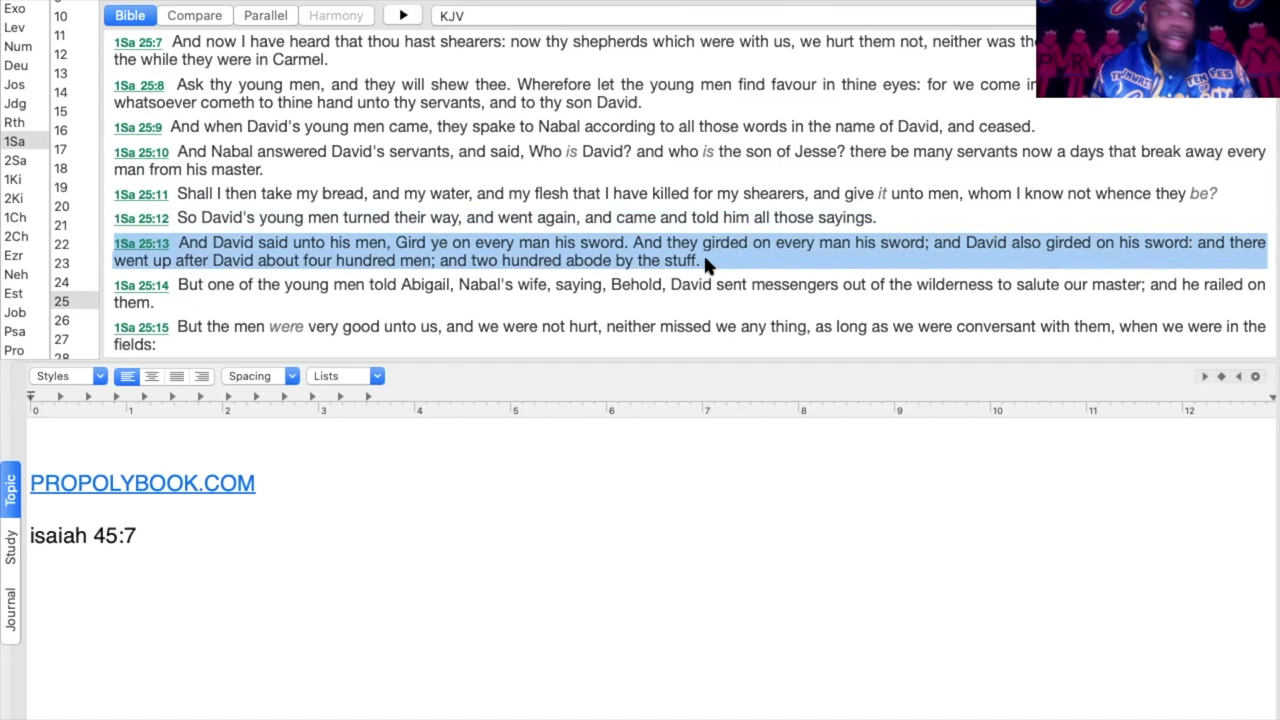 Exo
Lev
Num
Deu
Jos
Jdg
Rth
1Sa
2Sa
1Ki
2Ki
1Ch
2Ch
Ezr
Neh
Est
Job
Psa
Pro
10
11
12
13
14
15
16
17
18
19
20
21
22
23
24
25
26
27
28
Bible Compare Parallel Harmony KJV
1Sa 25:7 And now I have heard that thou hast shearers: now thy shepherds which were with us, we hurt them not, neither was
the while they were in Carmel.
1Sa 25:8 Ask thy young men, and they will shew thee. Wherefore let the young men find favour in thine eyes: for we come
whatsoever cometh to thine hand unto thy servants, and to thy son David.
1Sa 25:9 And when David's young men came, they spake to Nabal according to all those words in the name of David, and ceased.
1Sa 25:10 And Nabal answered David's servants, and said, Who is David? and who is the son of Jesse? there be many servants now a days that break away every
man from his master.
1Sa 25:11 Shall I then take my bread, and my water, and my flesh that I have killed for my shearers, and give it unto men, whom I know not whence they be?
1Sa 25:12 So David's young men turned their way, and went again, and came and told him all those sayings.
1Sa 25:13 And David said unto his men, Gird ye on every man his sword. And they girded on every man his sword; and David also girded on his sword: and there
went up after David about four hundred men; and two hundred abode by the stuff.
1Sa 25:14 But one of the young men told Abigail, Nabal's wife, saying, Behold, David sent messengers out of the wilderness to salute our master; and he railed on
them.
1Sa 25:15 But the men were very good unto us, and we were not hurt, neither missed we any thing, as long as we were conversant with them, when we were in the
fields:
Styles Spacing Lists
0 1 2 3 4 5 6 7 8 9 10 11 12
Topic
Study
Journal
PROPOLYBOOK.COM
isaiah 45:7